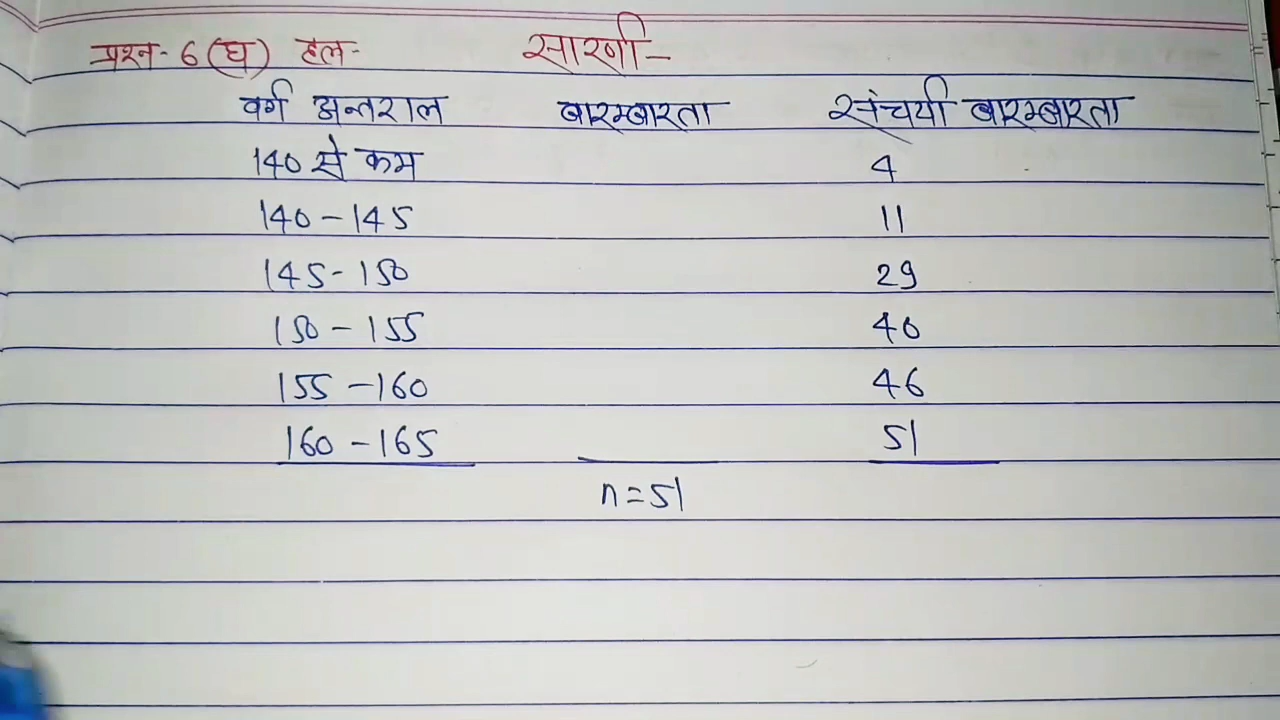 प्रश्न- 6 (घ) हल- सारणी-
वर्ग अन्तराल बारम्बारता संचयी बारम्बारता
140 से कम 4
140 - 145 11
145 - 150 29
150 - 155 40
155 - 160 46
160 - 165 51
n = 51